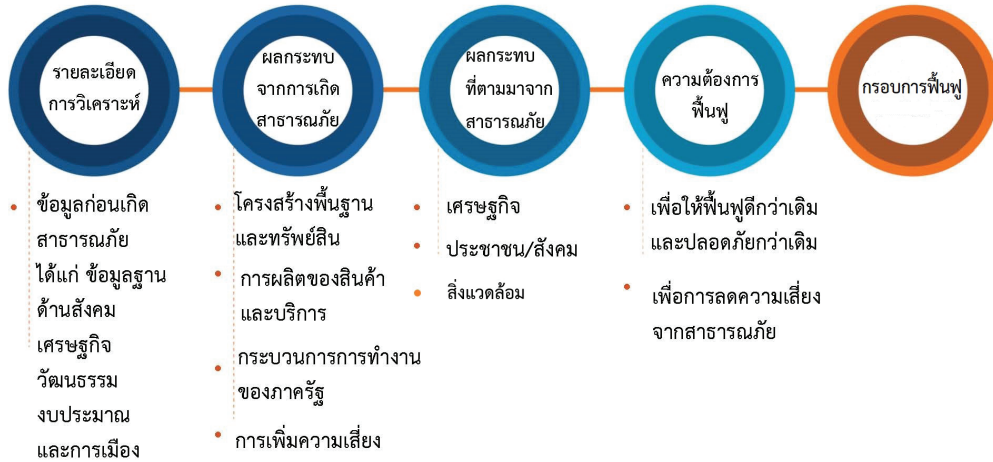 รายละเอียด
การวิเคราะห์
ผลกระทบ
จากการเกิด
สาธารณภัย
ผลกระทบ
ที่ตามมาจาก
สาธารณภัย
ความต้องการ
ฟื้นฟู
กรอบการฟื้นฟู
• ข้อมูลก่อนเกิด
สาธารณภัย
ได้แก่ ข้อมูลฐาน
ด้านสังคม
เศรษฐกิจ
วัฒนธรรม
งบประมาณ
และการเมือง
• โครงสร้างพื้นฐาน
และทรัพย์สิน
• การผลิตของสินค้า
และบริการ
• กระบวนการการทำงาน
ของภาครัฐ
• การเพิ่มความเสี่ยง
• เศรษฐกิจ
• ประชาชน/สังคม
• สิ่งแวดล้อม
• เพื่อให้ฟื้นฟูดีกว่าเดิม
และปลอดภัยกว่าเดิม
• เพื่อการลดความเสี่ยง
จากสาธารณภัย